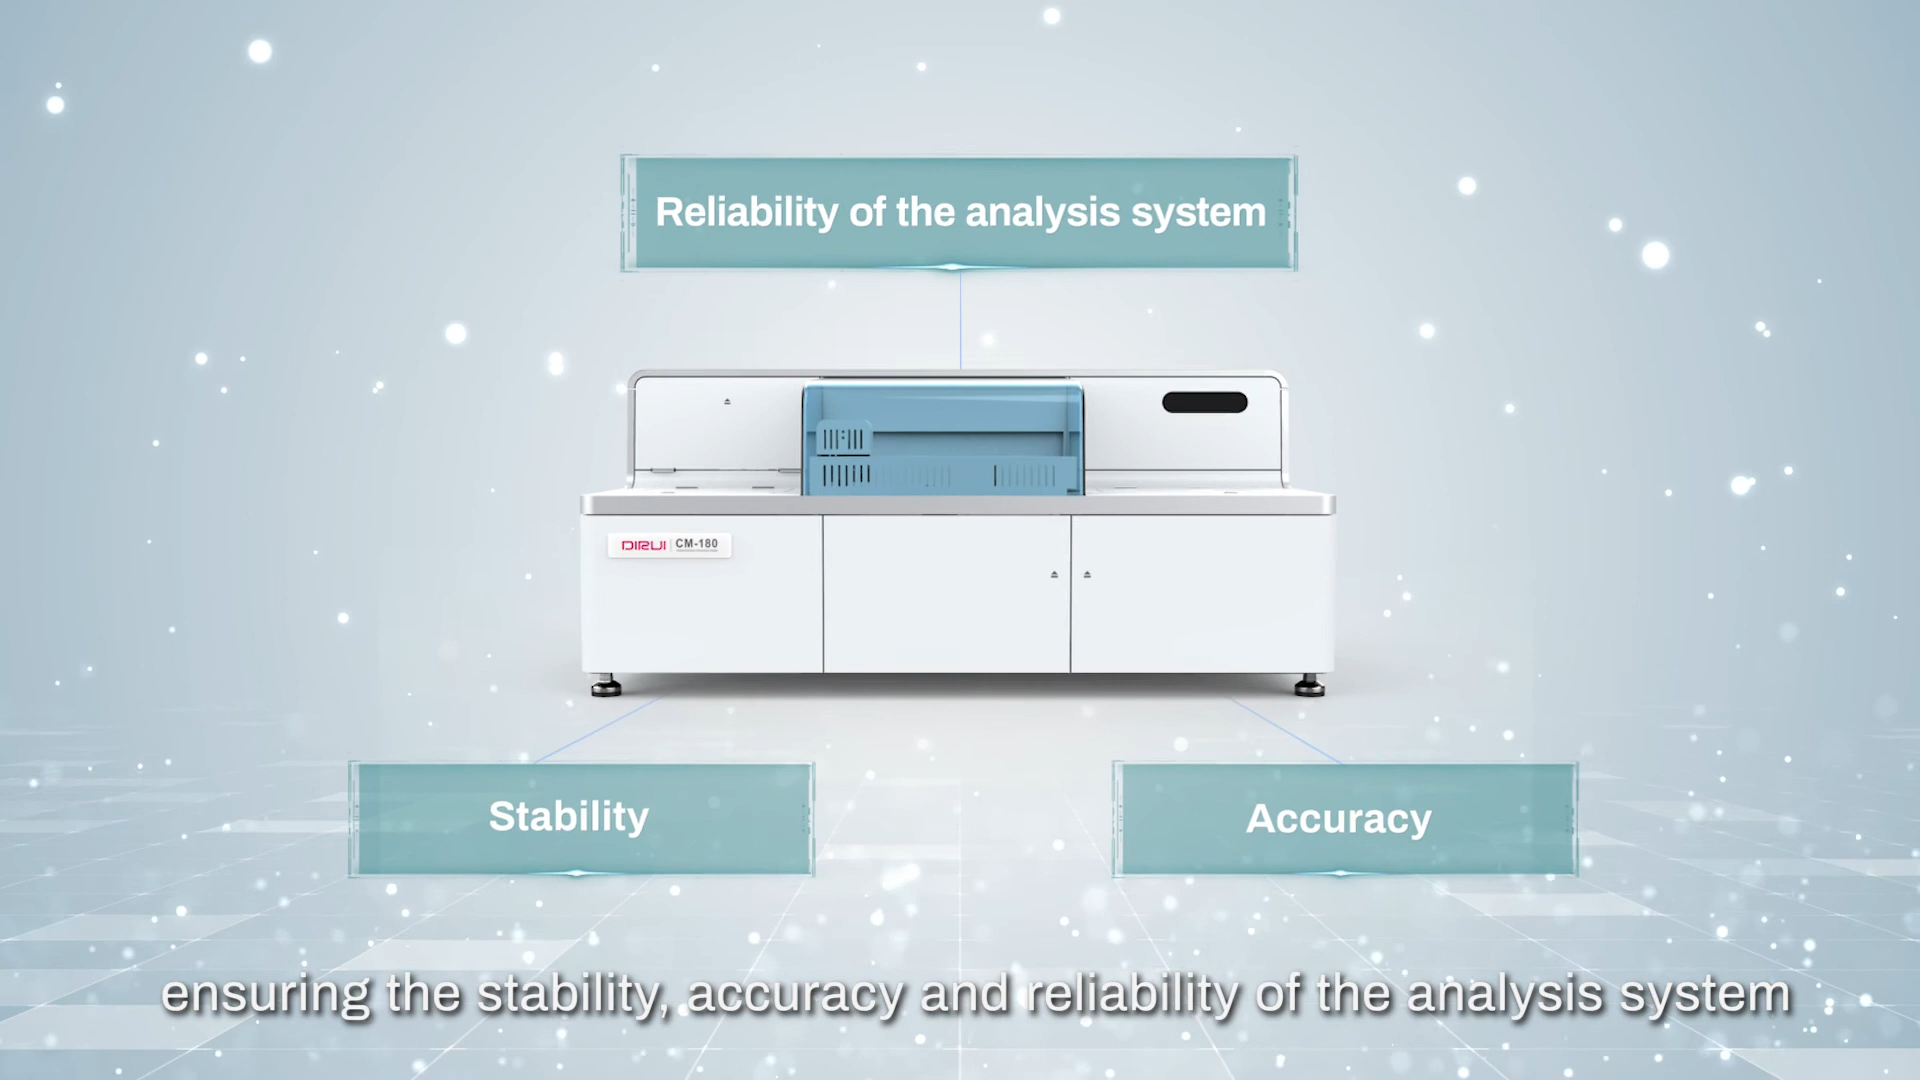 Reliability of the analysis system
DIRUI CM-180
Stability
Accuracy
ensuring the stability, accuracy and reliability of the analysis system